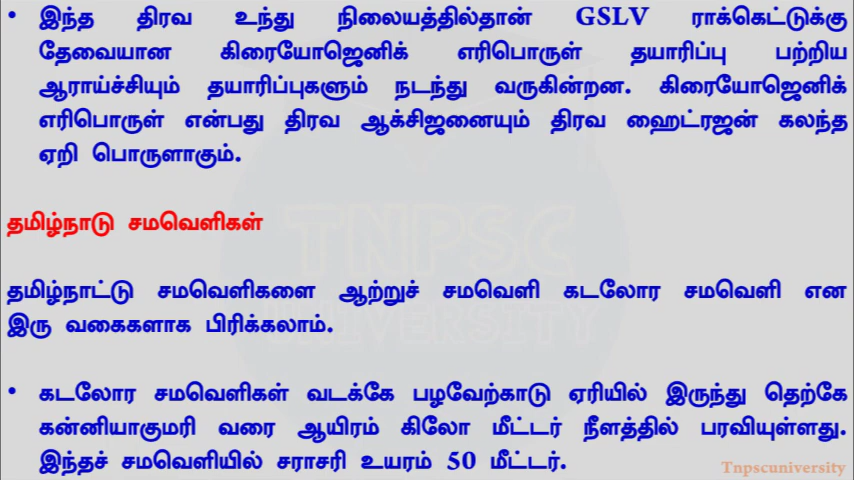 • இந்த திரவ உந்து நிலையத்தில்தான் GSLV ராக்கெட்டுக்கு
தேவையான கிரையோஜெனிக் எரிபொருள் தயாரிப்பு பற்றிய
ஆராய்ச்சியும் தயாரிப்புகளும் நடந்து வருகின்றன. கிரையோஜெனிக்
எரிபொருள் என்பது திரவ ஆக்சிஜனையும் திரவ ஹைட்ரஜன் கலந்த
ஏறி பொருளாகும்.
தமிழ்நாடு சமவெளிகள்
தமிழ்நாட்டு சமவெளிகளை ஆற்றுச் சமவெளி கடலோர சமவெளி என
இரு வகைகளாக பிரிக்கலாம்.
TNPSC
UNIVERSITY
• கடலோர சமவெளிகள் வடக்கே பழவேற்காடு ஏரியில் இருந்து தெற்கே
கன்னியாகுமரி வரை ஆயிரம் கிலோ மீட்டர் நீளத்தில் பரவியுள்ளது.
இந்தச் சமவெளியில் சராசரி உயரம் 50 மீட்டர்.
Tnpscuniversity